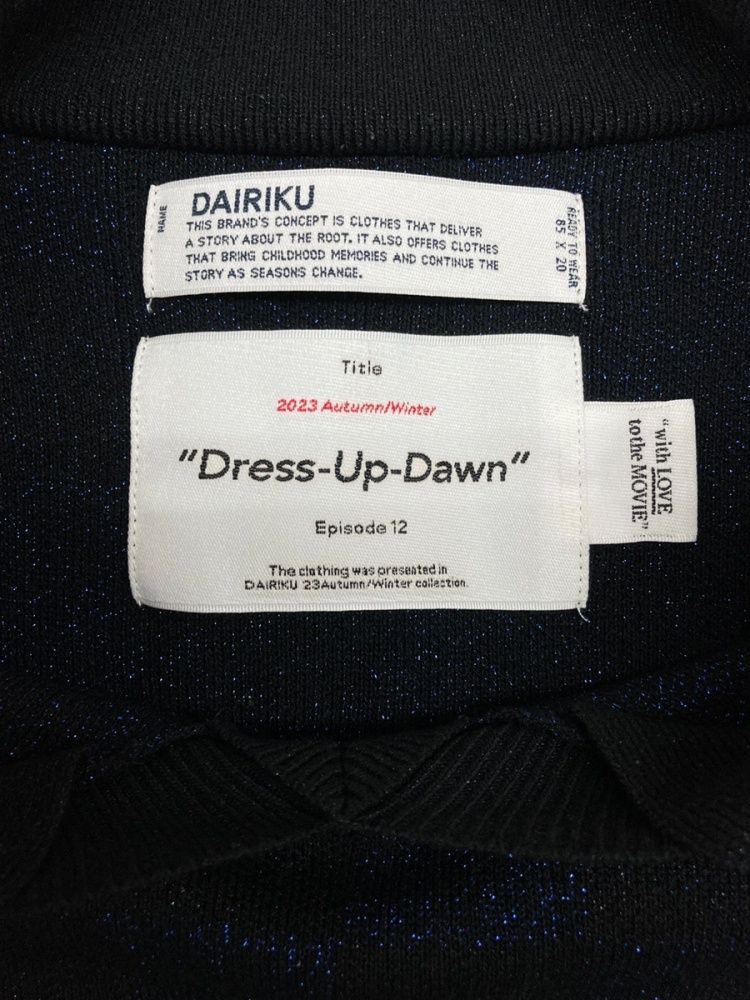 NAME
DAIRIKU
THIS BRAND'S CONCEPT IS CLOTHES THAT DELIVER
A STORY ABOUT THE ROOT. IT ALSO OFFERS CLOTHES
THAT BRING CHILDHOOD MEMORIES AND CONTINUE THE
STORY AS SEASONS CHANGE.
READY TO WEAR
85 X 20
Title
2023 Autumn/Winter
"Dress-Up-Dawn"
Episode 12
The clothing was presented in
DAIRIKU '23Autumn/Winter collection.
"with LOVE
tothe MOVIE"